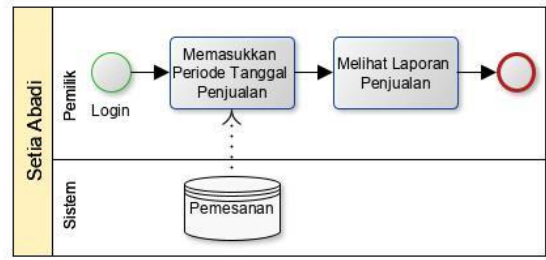 Setia Abadi
Pemilik
Login
Memasukkan
Periode Tanggal
Penjualan
Melihat Laporan
Penjualan
Sistem
Pemesanan